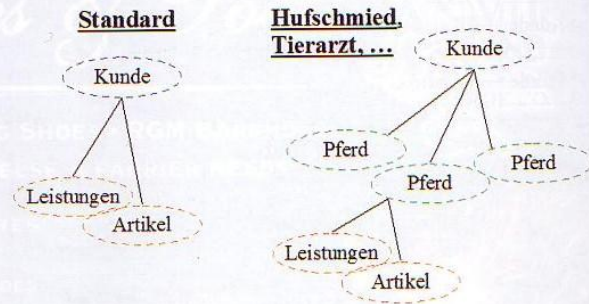 Standard
Kunde
Leistungen
Artikel
Hufschmied,
Tierarzt, …
Kunde
Pferd
Pferd
Pferd
Leistungen
Artikel